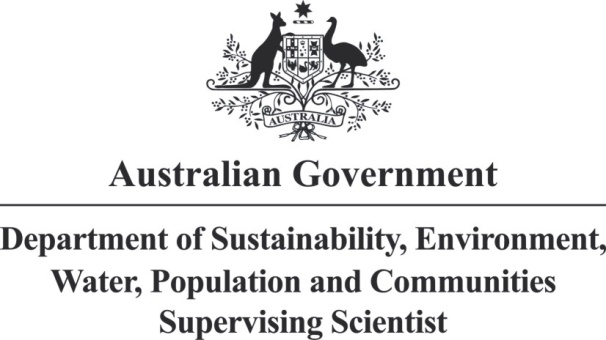 AUSTRALIA
Australian Government
Department of Sustainability, Environment,
Water, Population and Communities
Supervising Scientist